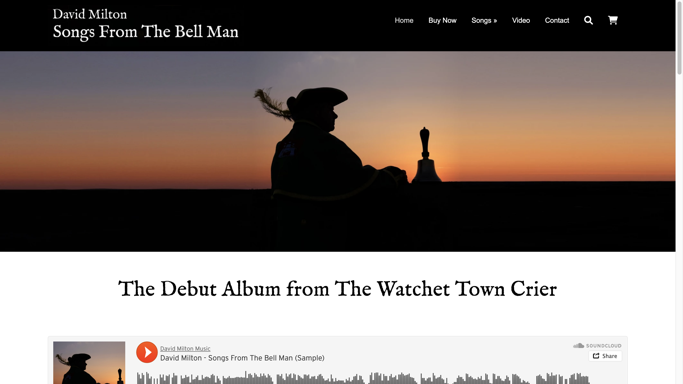 David Milton
Songs From The Bell Man
Home
Buy Now
Songs »
Video
Contact
The Debut Album from The Watchet Town Crier
David Milton Music
David Milton - Songs From The Bell Man (Sample)
SOUNDCLOUD
Share